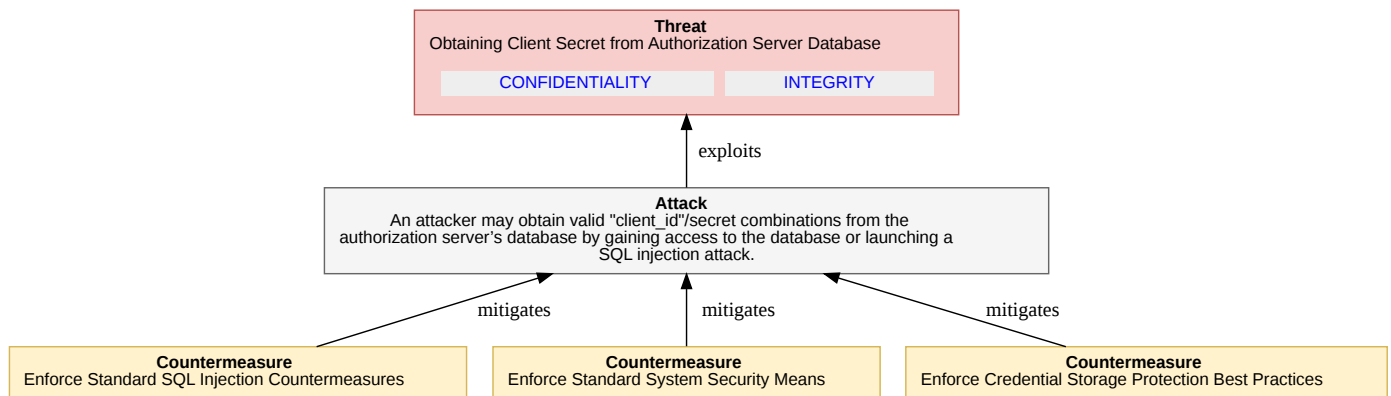 Threat
Obtaining Client Secret from Authorization Server Database
CONFIDENTIALITY INTEGRITY
exploits
Attack
An attacker may obtain valid "client_id"/secret combinations from the
authorization server’s database by gaining access to the database or launching a
SQL injection attack.
mitigates mitigates mitigates
Countermeasure Countermeasure Countermeasure
Enforce Standard SQL Injection Countermeasures Enforce Standard System Security Means Enforce Credential Storage Protection Best Practices